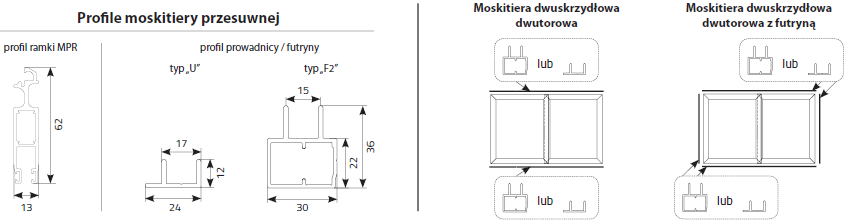 Profile moskitiery przesuwnej
profil ramki MPR
profil prowadnicy / futryny
typ „U”
typ „F2”
62
13
17
12
24
15
36
22
30
Moskitiera dwuskrzydłowa
dwutorowa
lub
lub
Moskitiera dwuskrzydłowa
dwutorowa z futryną
lub
lub